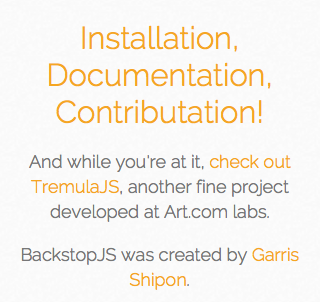 Installation,
Documentation,
Contributation!
And while you're at it, check out
TremulaJS, another fine project
developed at Art.com labs.
BackstopJS was created by Garris
Shipon.